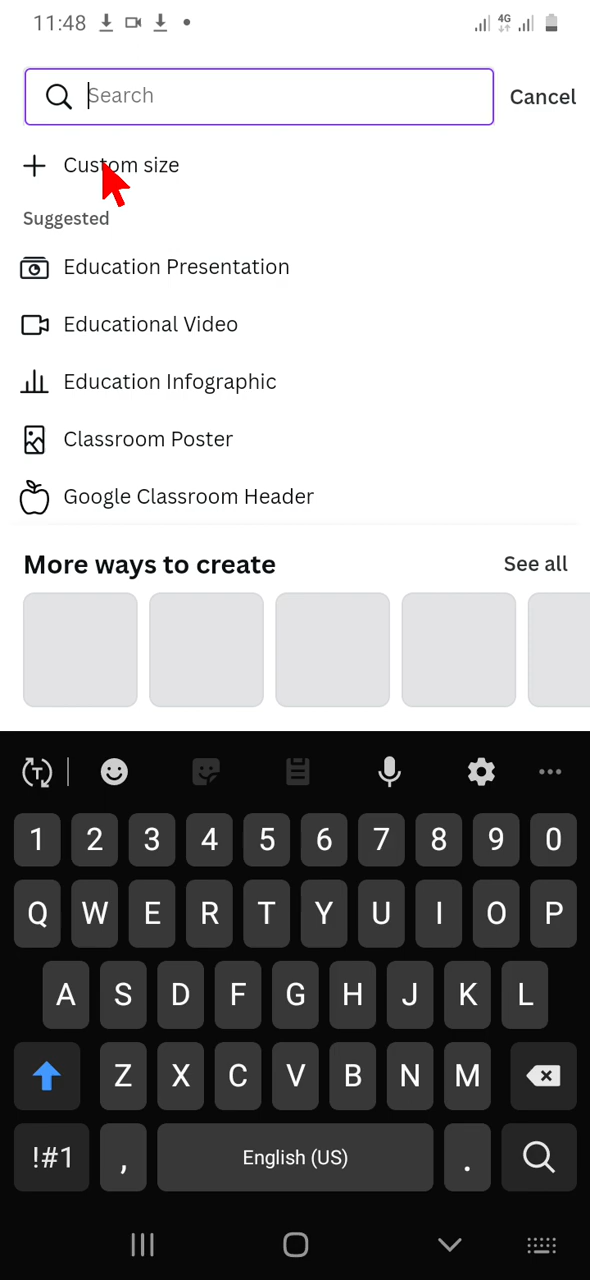 11:48
4G
Search
Cancel
Custom size
Suggested
Education Presentation
Educational Video
Education Infographic
Classroom Poster
Google Classroom Header
More ways to create
See all
T
1 2 3 4 5 6 7 8 9 0
Q W E R T Y U I O P
A S D F G H J K L
Z X C V B N M
!#1 , English (US) .